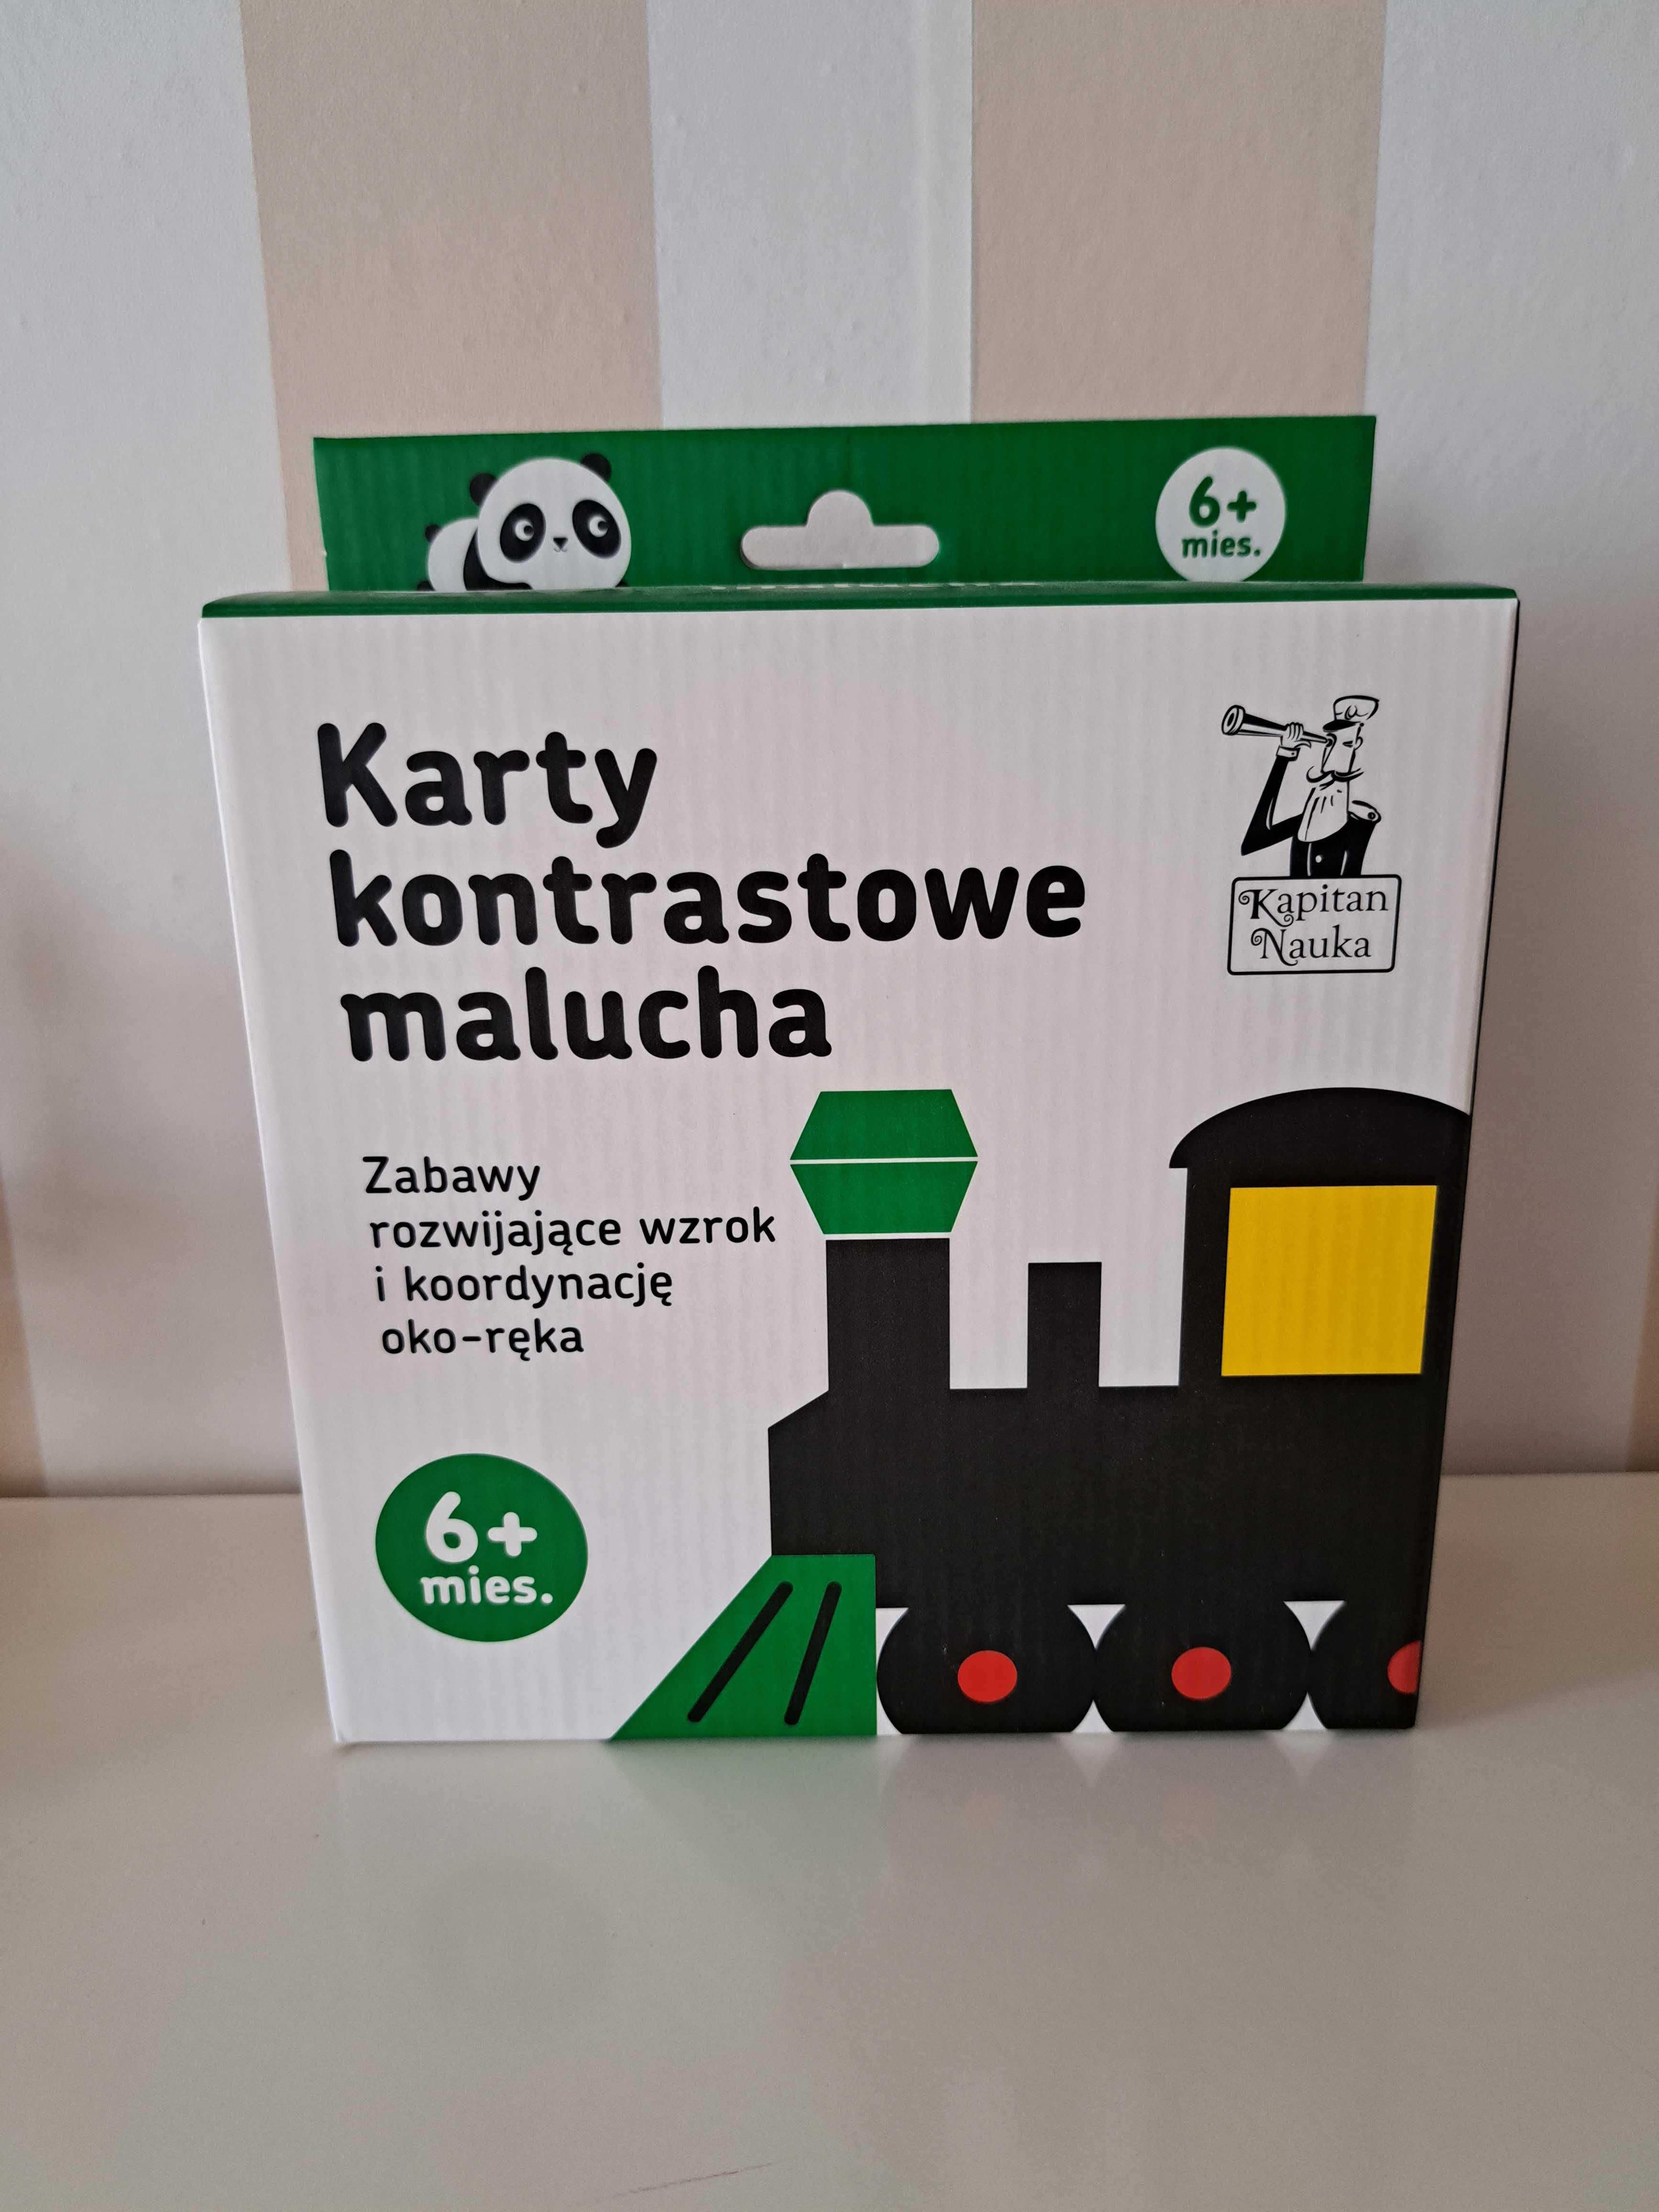 6+
mies.
Karty
kontrastowe
malucha
Kapitan
Nauka
Zabawy
rozwijające wzrok
i koordynację
oko-ręka
6+
mies.